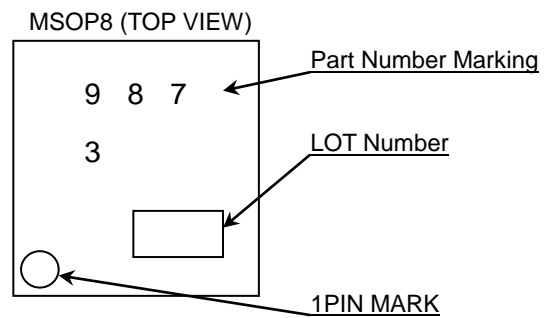 MSOP8 (TOP VIEW)
Part Number Marking
9 8 7
3
LOT Number
1PIN MARK